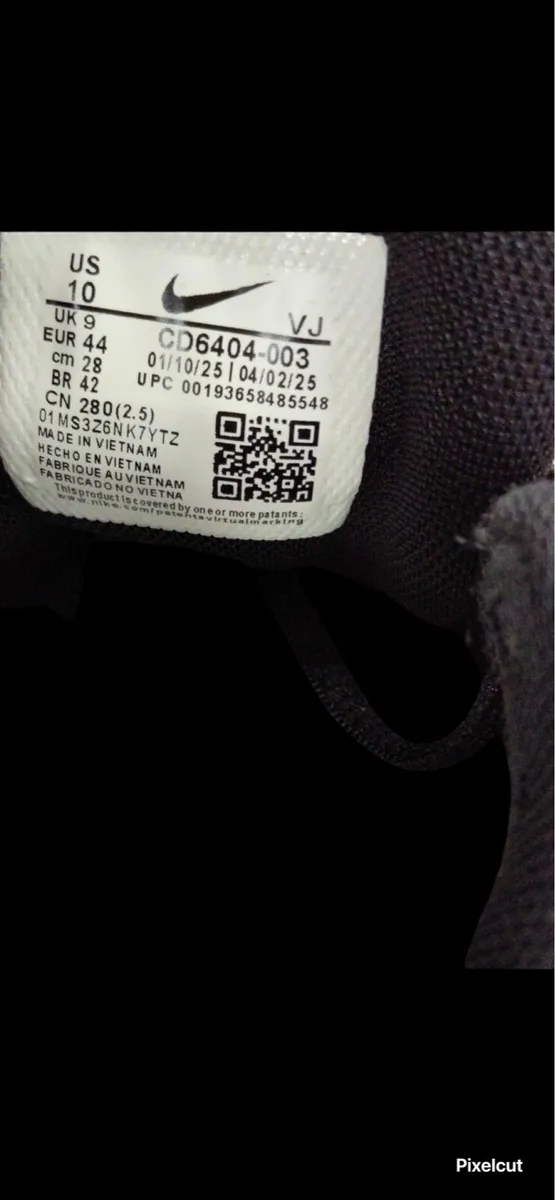 US
10
VJ
UK 9
EUR 44
cm 28
BR 42
CN 280(2.5)
CD6404-003
01/10/25 | 04/02/25
UPC 00193658485548
01MS3Z6NK7YTZ
MADE IN VIETNAM
HECHO EN VIETNAM
FABRIQUE AU VIETNAM
FABRICADO NO VIETNA
This product is covered by one or more patants:
www.nike.com/patentsvirtualmarking
Pixelcut